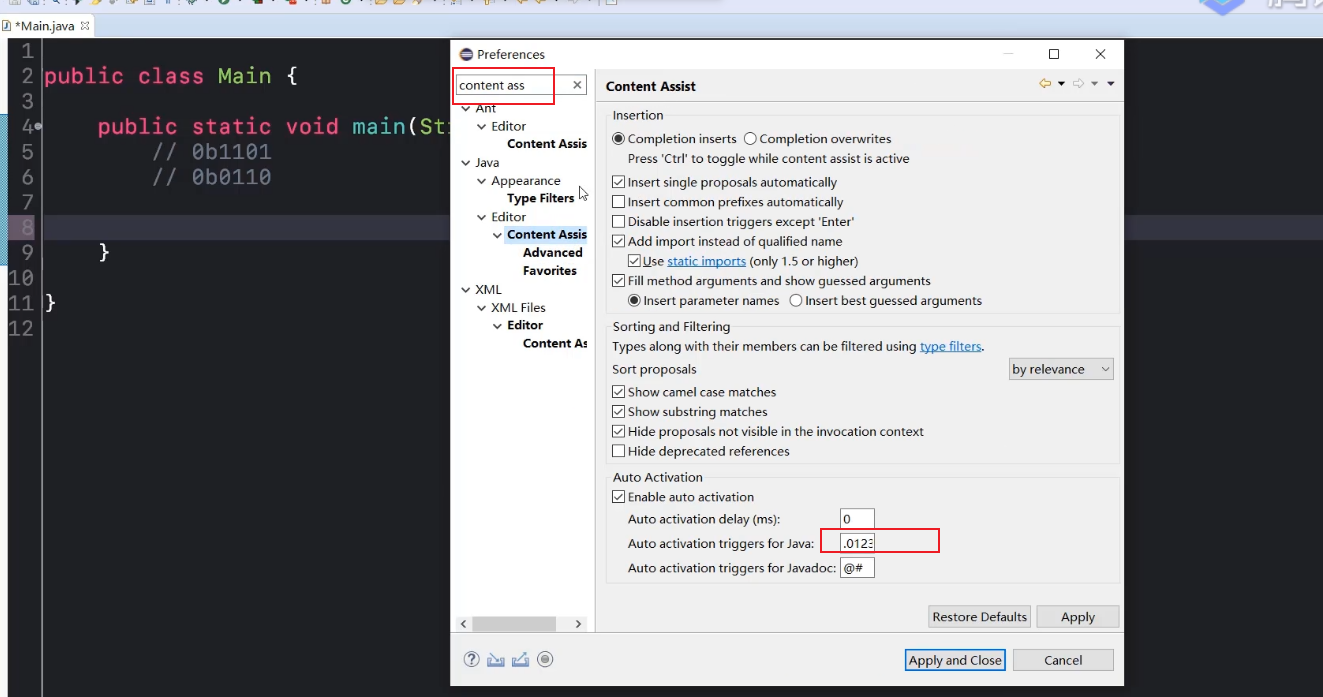 *Main.java
1
2 public class Main {
3
4 public static void main(St
5 // 0b1101
6 // 0b0110
7
8
9 }
10
11 }
12
Preferences
content ass
Ant
Editor
Content Assis
Java
Appearance
Type Filters
Editor
Content Assis
Advanced
Favorites
XML
XML Files
Editor
Content As
Content Assist
Insertion
Completion inserts Completion overwrites
Press 'Ctrl' to toggle while content assist is active
Insert single proposals automatically
Insert common prefixes automatically
Disable insertion triggers except 'Enter'
Add import instead of qualified name
Use static imports (only 1.5 or higher)
Fill method arguments and show guessed arguments
Insert parameter names Insert best guessed arguments
Sorting and Filtering
Types along with their members can be filtered using type filters.
Sort proposals by relevance
Show camel case matches
Show substring matches
Hide proposals not visible in the invocation context
Hide deprecated references
Auto Activation
Enable auto activation
Auto activation delay (ms): 0
Auto activation triggers for Java: .0123
Auto activation triggers for Javadoc: @#
Restore Defaults Apply
Apply and Close Cancel